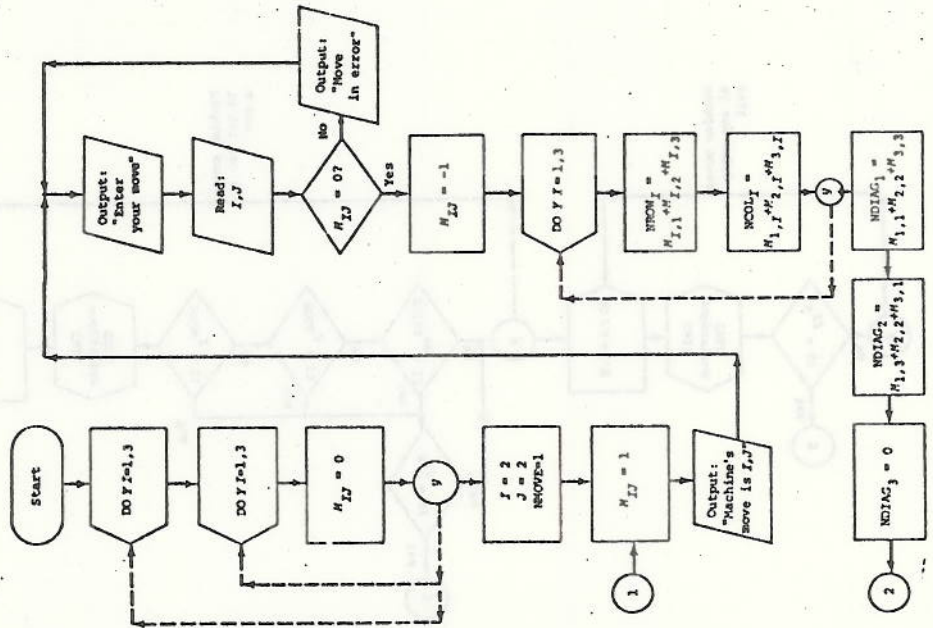 Start
DO Y I=1,3
DO Y I=1,3
M_IJ = 0
Y
I = 2
J = 2
NMOVE=1
1
M_IJ = 1
Output:
"Machine's
move is I,J"
Output:
"Enter
your move"
Read:
I,J
M_IJ = 0?
No
Output:
"Move
in error"
Yes
M_IJ = -1
DO Y I=1,3
NROW_I =
M_I,1+M_I,2+M_I,3
NCOL_I =
M_1,I+M_2,I+M_3,I
Y
NDIAG_1 =
M_1,1+M_2,2+M_3,3
NDIAG_2 =
M_1,3+M_2,2+M_3,1
NDIAG_3 = 0
2